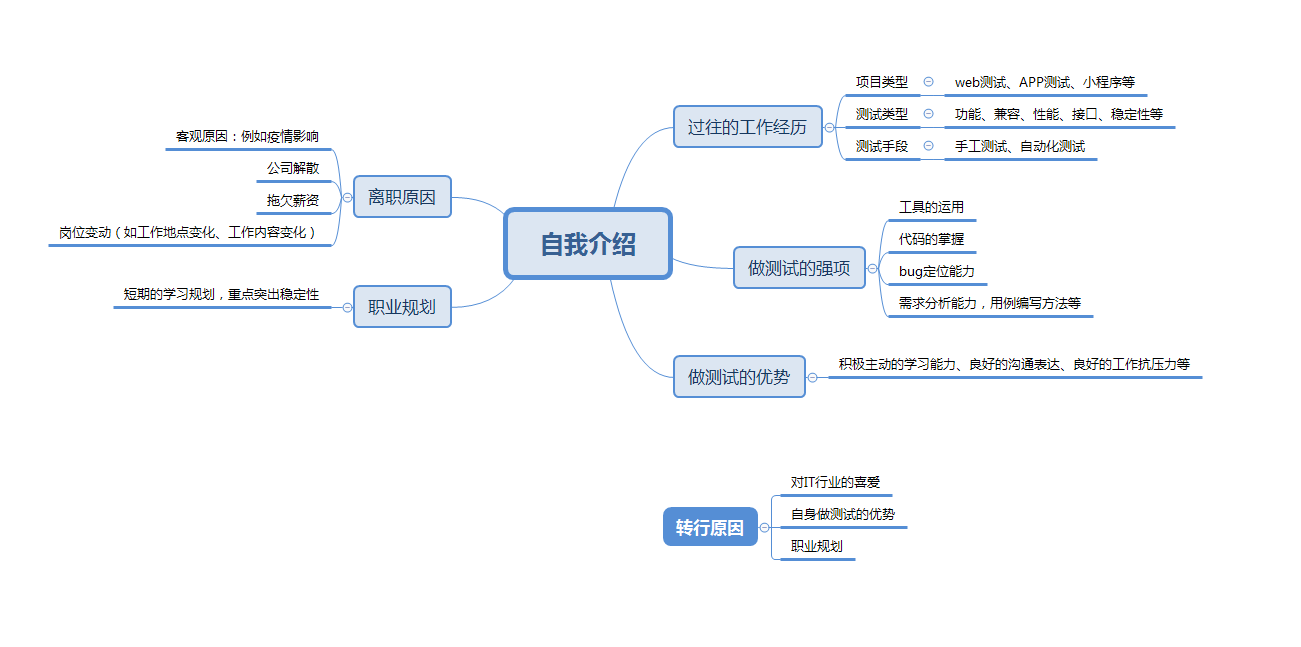 自我介绍
过往的工作经历
项目类型
web测试、APP测试、小程序等
测试类型
功能、兼容、性能、接口、稳定性等
测试手段
手工测试、自动化测试
做测试的强项
工具的运用
代码的掌握
bug定位能力
需求分析能力，用例编写方法等
做测试的优势
积极主动的学习能力、良好的沟通表达、良好的工作抗压力等
离职原因
客观原因：例如疫情影响
公司解散
拖欠薪资
岗位变动（如工作地点变化、工作内容变化）
职业规划
短期的学习规划，重点突出稳定性
转行原因
对IT行业的喜爱
自身做测试的优势
职业规划